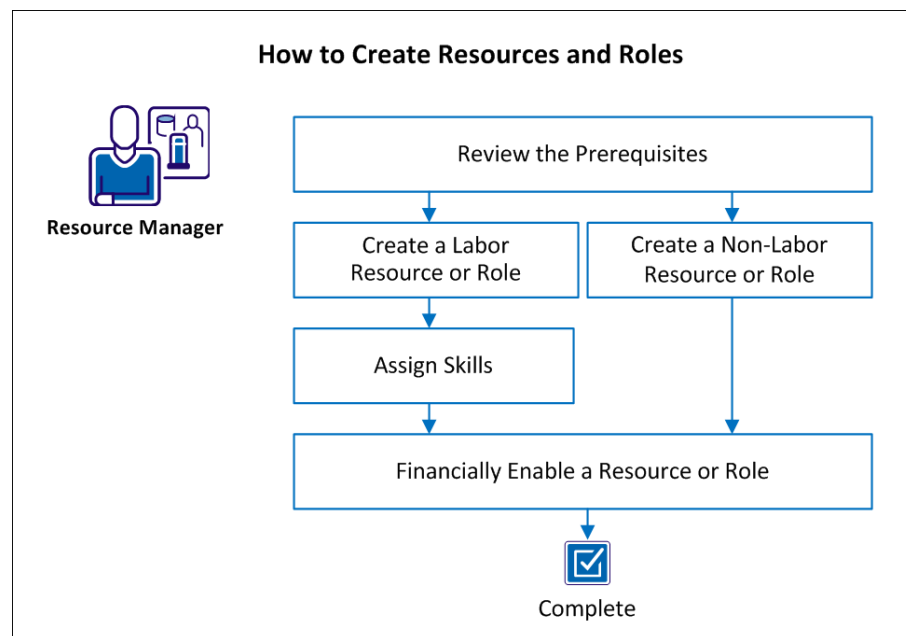 How to Create Resources and Roles
Resource Manager
Review the Prerequisites
Create a Labor
Resource or Role
Create a Non-Labor
Resource or Role
Assign Skills
Financially Enable a Resource or Role
Complete